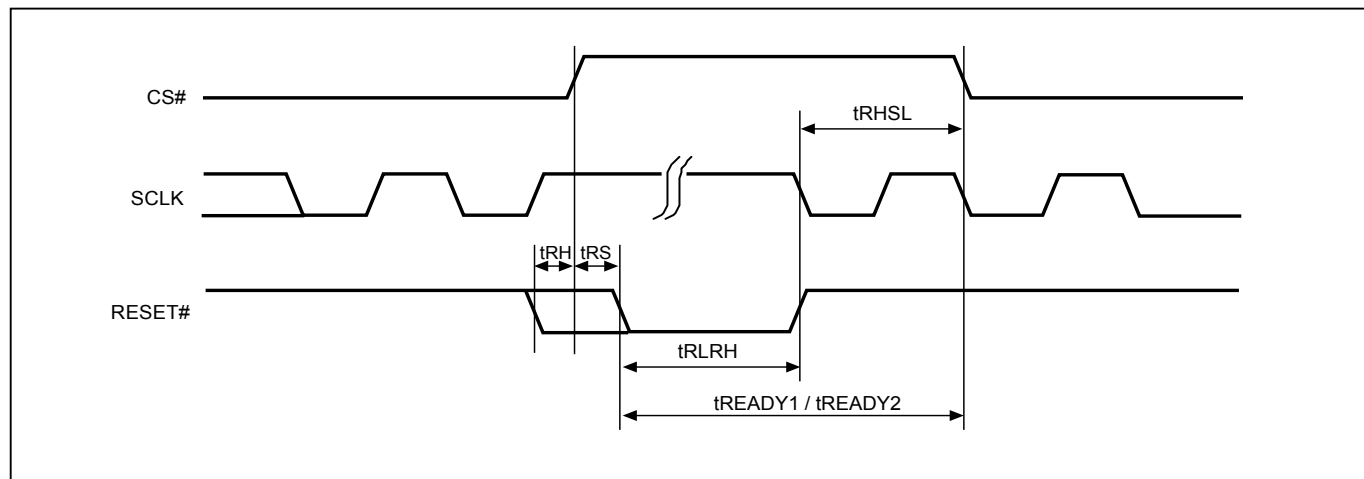 CS#
tRHSL
SCLK
tRH tRS
RESET#
tRLRH
tREADY1 / tREADY2